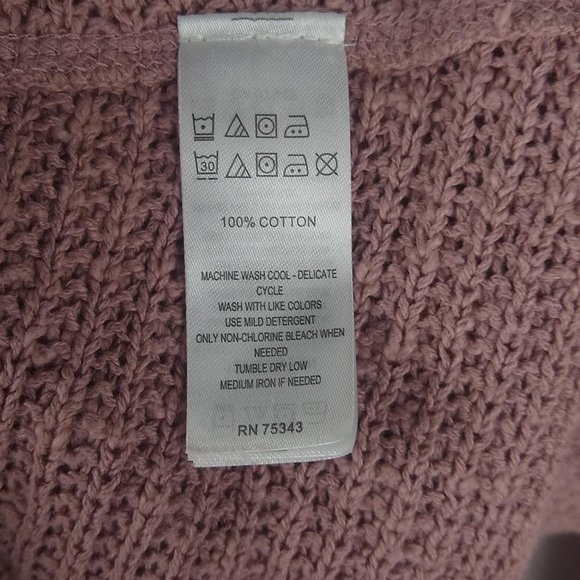 30
100% COTTON
MACHINE WASH COOL - DELICATE
CYCLE
WASH WITH LIKE COLORS
USE MILD DETERGENT
ONLY NON-CHLORINE BLEACH WHEN
NEEDED
TUMBLE DRY LOW
MEDIUM IRON IF NEEDED
RN 75343